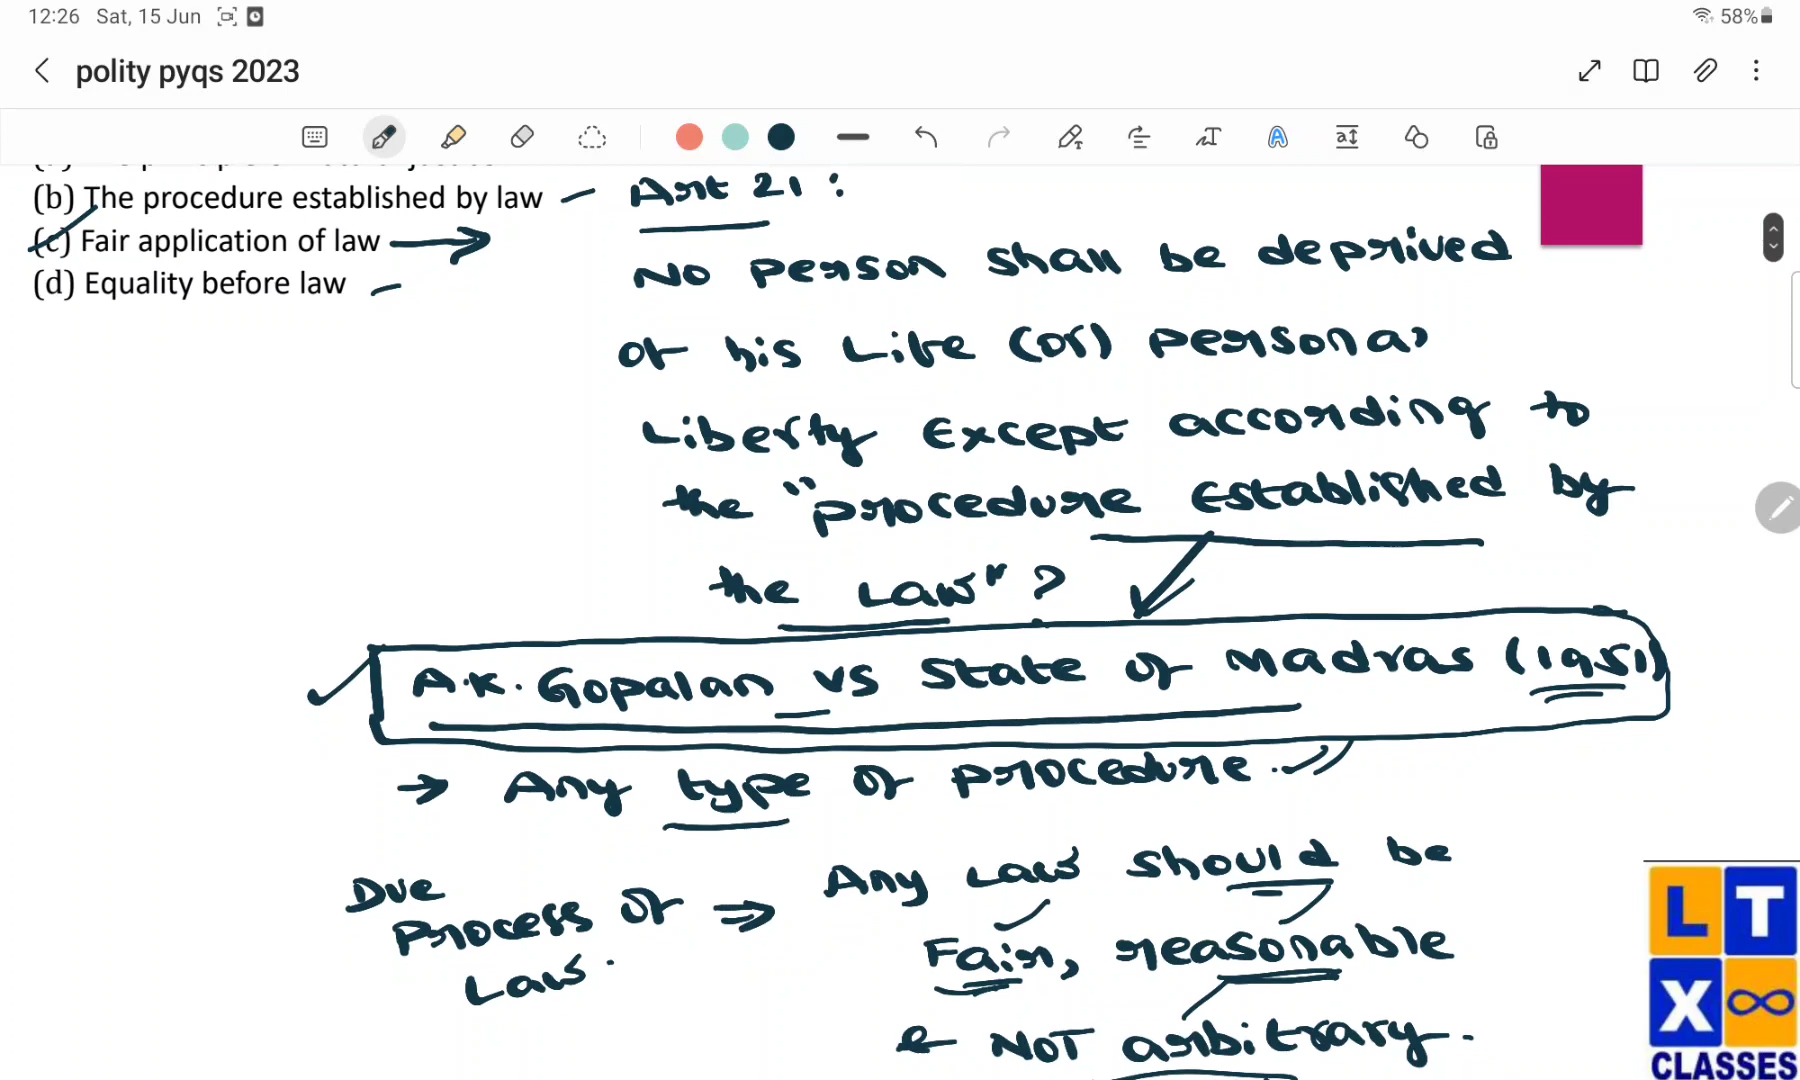 12:26 Sat, 15 Jun
58%
polity pyqs 2023
(b) The procedure established by law
(c) Fair application of law
(d) Equality before law
Art 21:
No person shall be deprived
of his Life (or) personal
Liberty Except according to
the "procedure Established by
the Law"?
A.K. Gopalan vs State of Madras (1951)
→ Any type of procedure.
Due
process of
Law.
⇒ Any Law should be
Fair, reasonable
& NOT arbitrary.
L T
X ∞
CLASSES